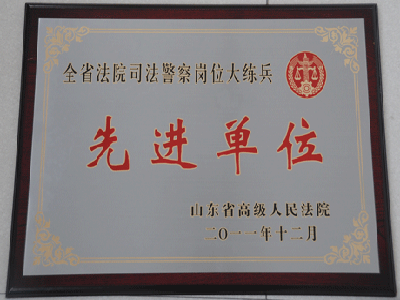 全省法院司法警察岗位大练兵
先进单位
山东省高级人民法院
二〇一一年十二月